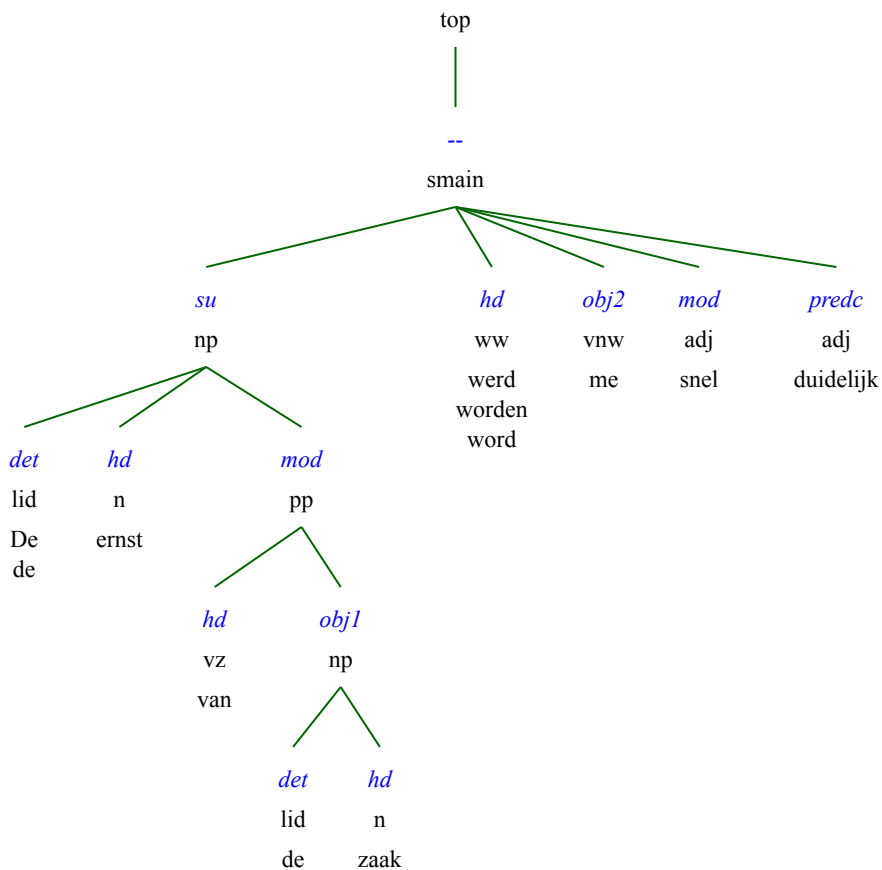 top
--
smain
su hd obj2 mod predc
np ww vnw adj adj
werd me snel duidelijk
worden
word
det hd mod
lid n pp
De ernst
de
hd obj1
vz np
van
det hd
lid n
de zaak